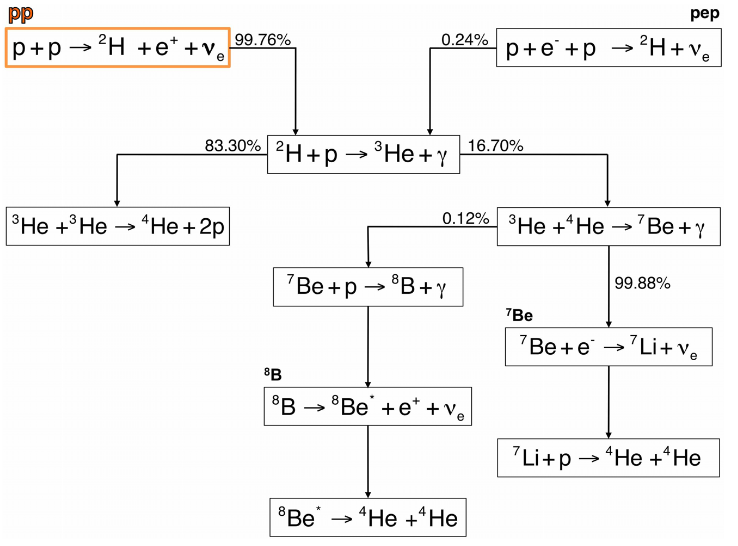 pp
pep
p + p → ²H + e⁺ + νₑ
99.76%
0.24%
p + e⁻ + p → ²H + νₑ
83.30%
²H + p → ³He + γ
16.70%
³He + ³He → ⁴He + 2p
0.12%
³He + ⁴He → ⁷Be + γ
⁷Be + p → ⁸B + γ
99.88%
⁷Be
⁷Be + e⁻ → ⁷Li + νₑ
⁸B
⁸B → ⁸Be* + e⁺ + νₑ
⁷Li + p → ⁴He + ⁴He
⁸Be* → ⁴He + ⁴He